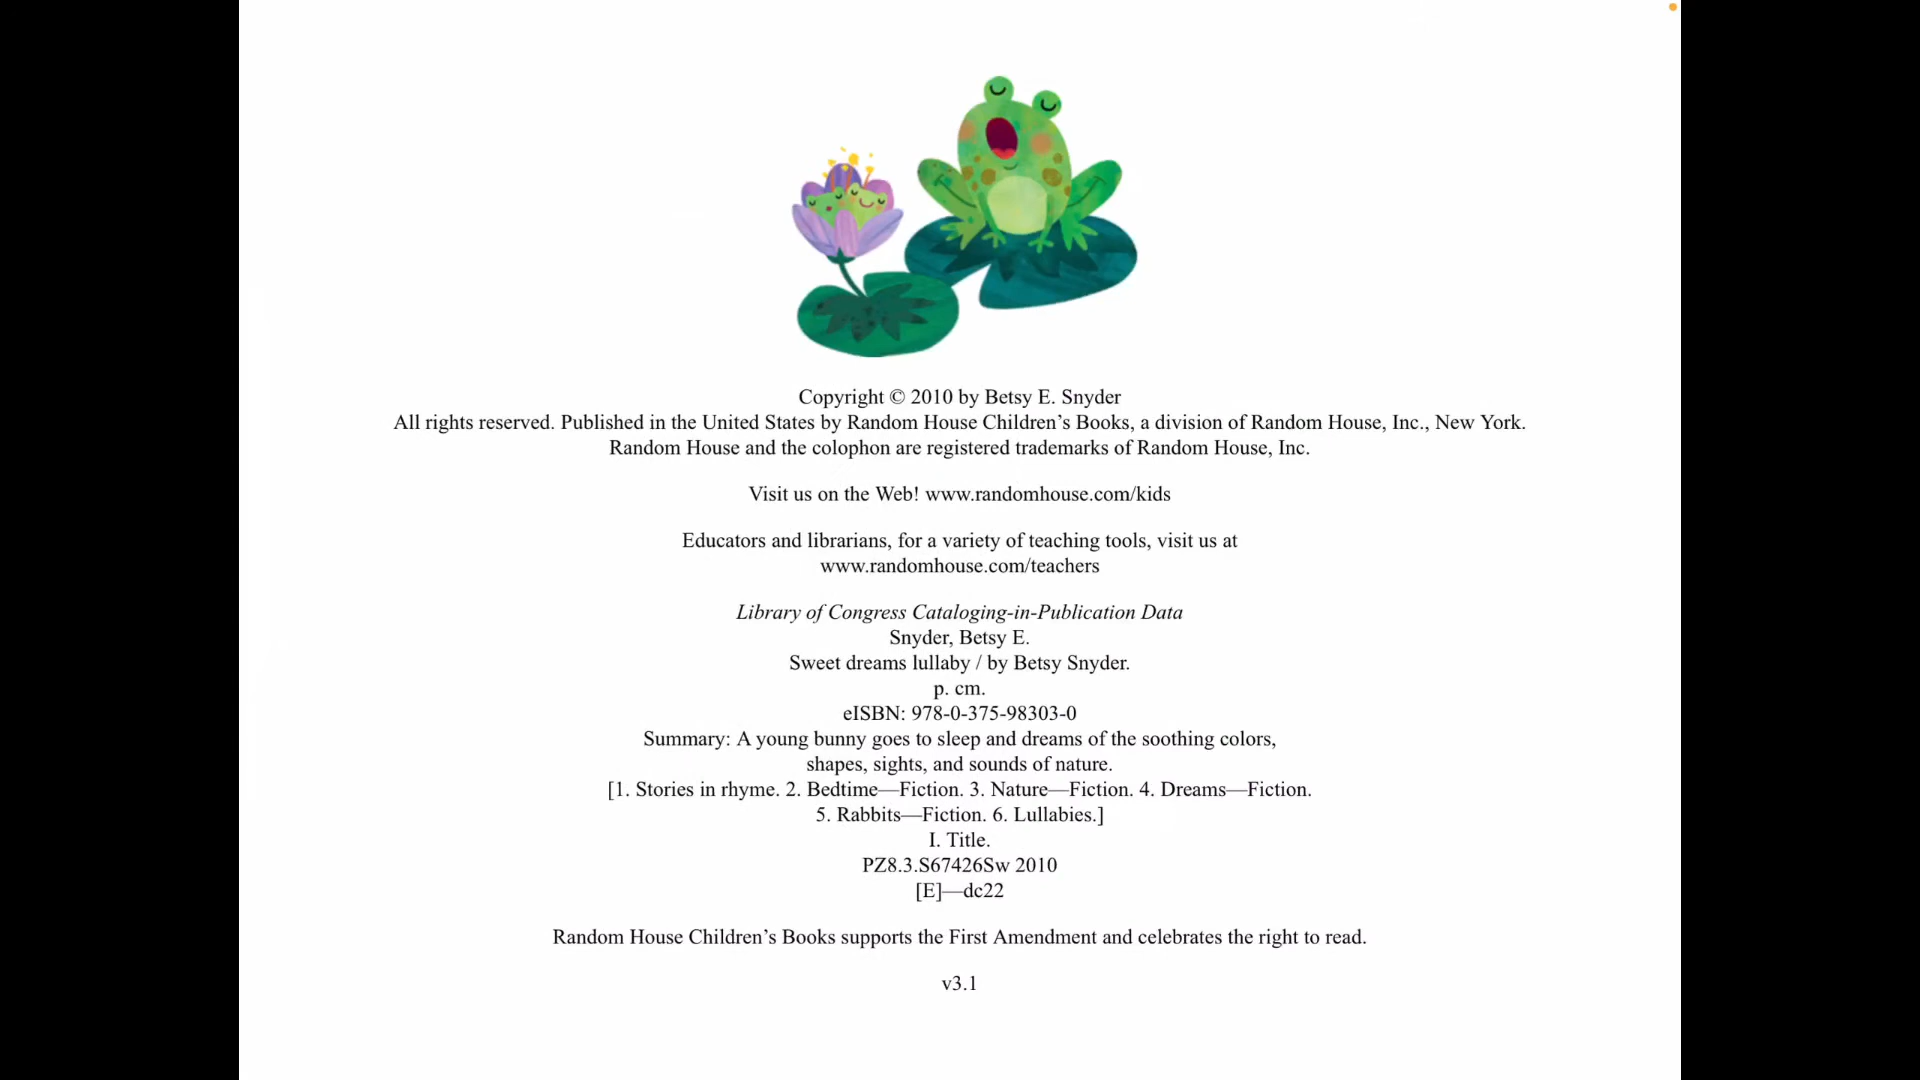 Copyright © 2010 by Betsy E. Snyder
All rights reserved. Published in the United States by Random House Children’s Books, a division of Random House, Inc., New York.
Random House and the colophon are registered trademarks of Random House, Inc.
Visit us on the Web! www.randomhouse.com/kids
Educators and librarians, for a variety of teaching tools, visit us at
www.randomhouse.com/teachers
Library of Congress Cataloging-in-Publication Data
Snyder, Betsy E.
Sweet dreams lullaby / by Betsy Snyder.
p. cm.
eISBN: 978-0-375-98303-0
Summary: A young bunny goes to sleep and dreams of the soothing colors,
shapes, sights, and sounds of nature.
[1. Stories in rhyme. 2. Bedtime—Fiction. 3. Nature—Fiction. 4. Dreams—Fiction.
5. Rabbits—Fiction. 6. Lullabies.]
I. Title.
PZ8.3.S67426Sw 2010
[E]—dc22
Random House Children’s Books supports the First Amendment and celebrates the right to read.
v3.1